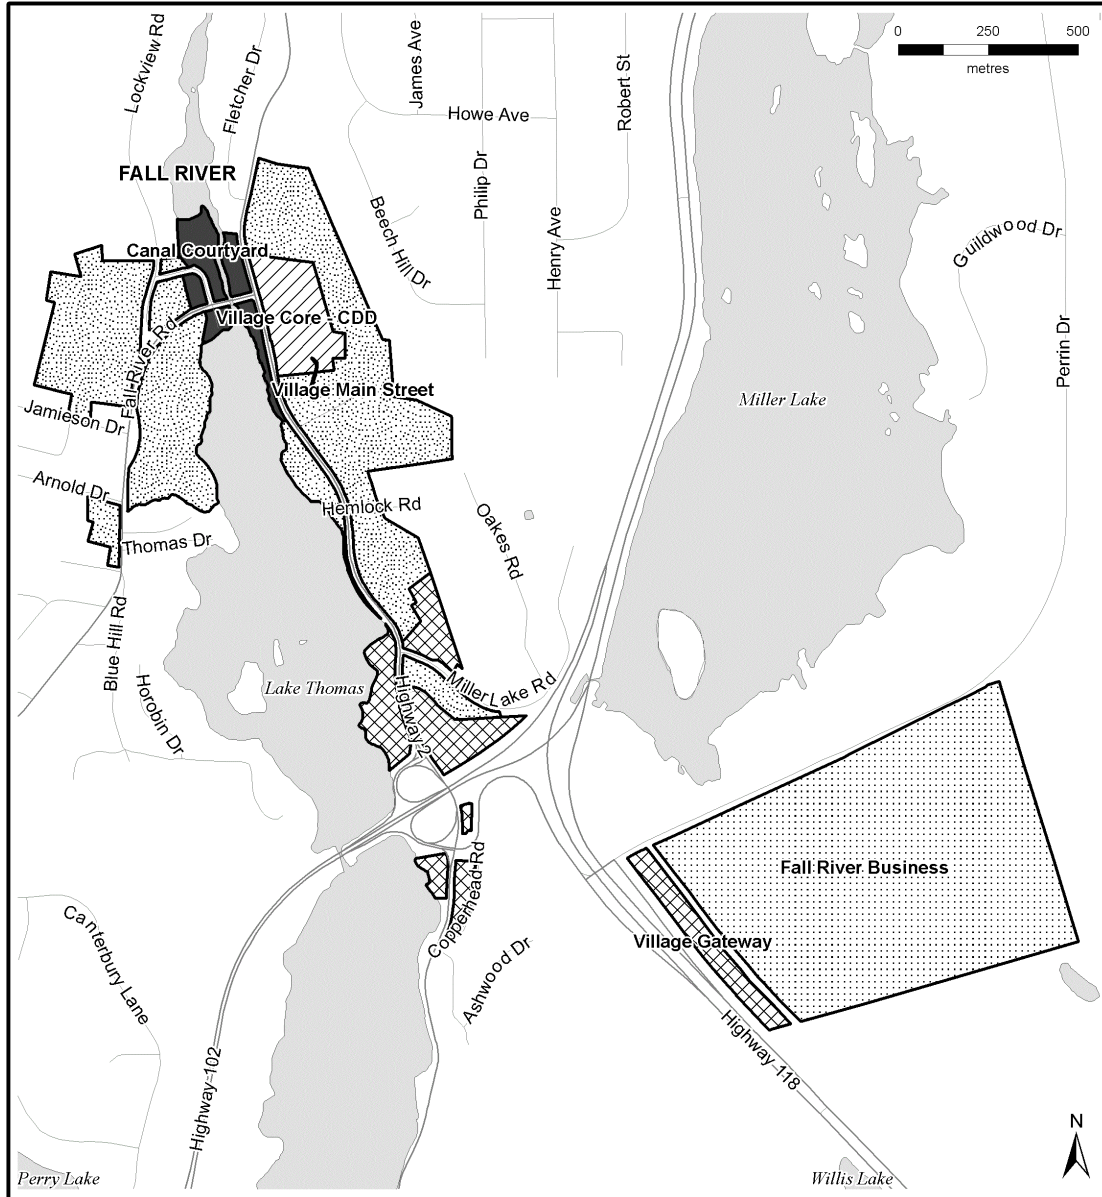 Lockview Rd
Fletcher Dr
James Ave
Robert St
0 250 500
metres
Howe Ave
FALL RIVER
Philip Dr
Beech Hill Dr
Henry Ave
Guildwood Dr
Canal Courtyard
Village Core - CDD
Fall River Rd
Perrin Dr
Village Main Street
Miller Lake
Jamieson Dr
Arnold Dr
Hemlock Rd
Oakes Rd
Thomas Dr
Blue Hill Rd
Horobin Dr
Lake Thomas
Highway 2
Miller Lake Rd
Fall River Business
Copperhead Rd
Village Gateway
Canterbury Lane
Ashwood Dr
Highway 102
Highway 118
N
Perry Lake
Willis Lake